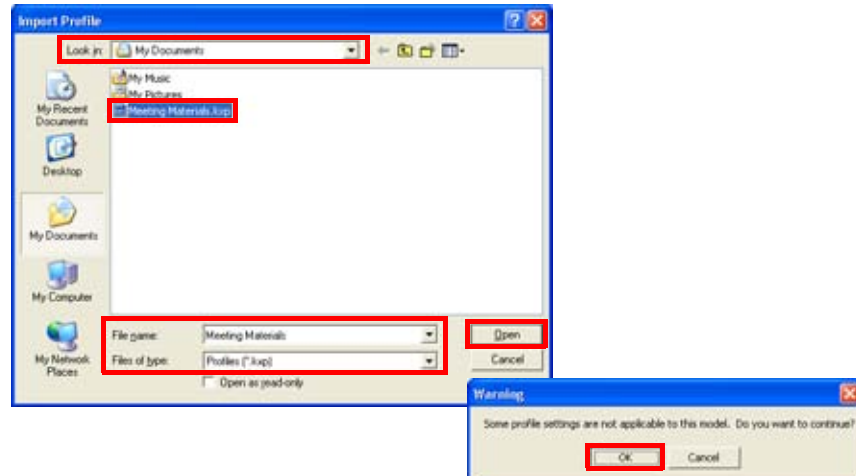 Import Profile
Look in: My Documents
My Music
My Pictures
Meeting Materials.kxp
My Recent
Documents
Desktop
My Documents
My Computer
My Network
Places
File name: Meeting Materials
Open
Files of type: Profiles (*.kxp)
Cancel
Open as read-only
Warning
Some profile settings are not applicable to this model. Do you want to continue?
OK Cancel